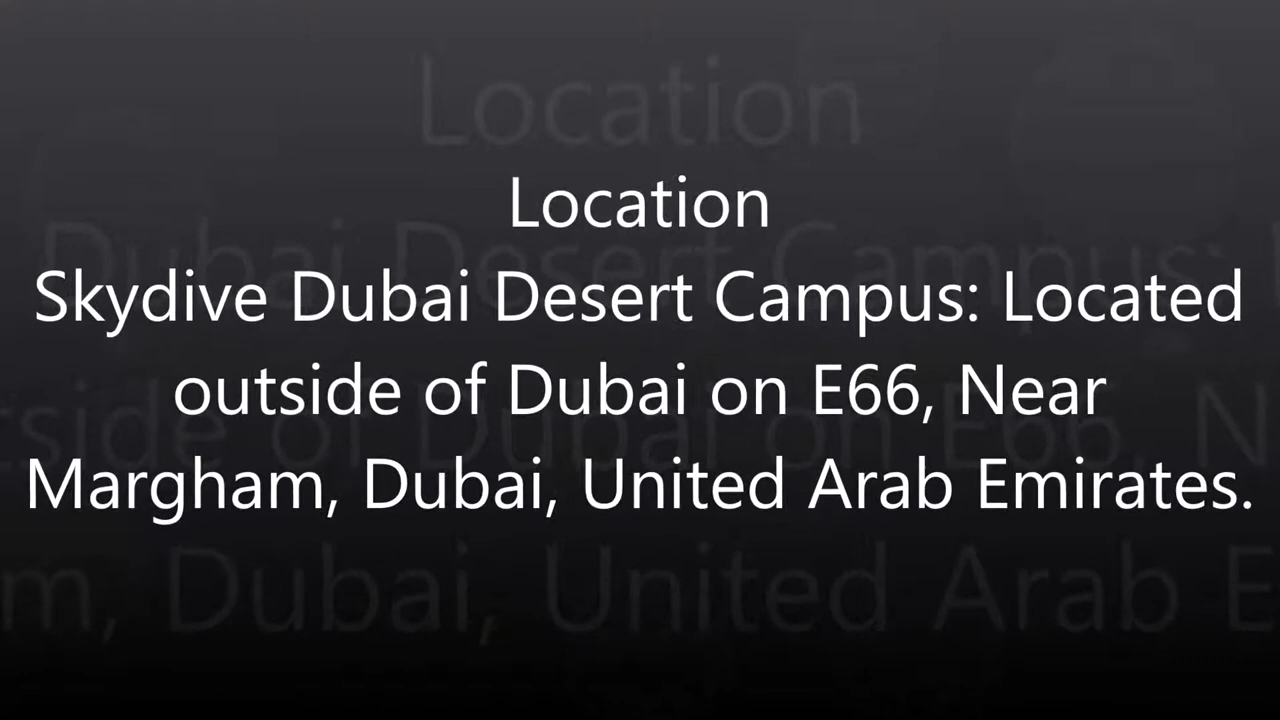 Location
Skydive Dubai Desert Campus: Located
outside of Dubai on E66, Near
Margham, Dubai, United Arab Emirates.